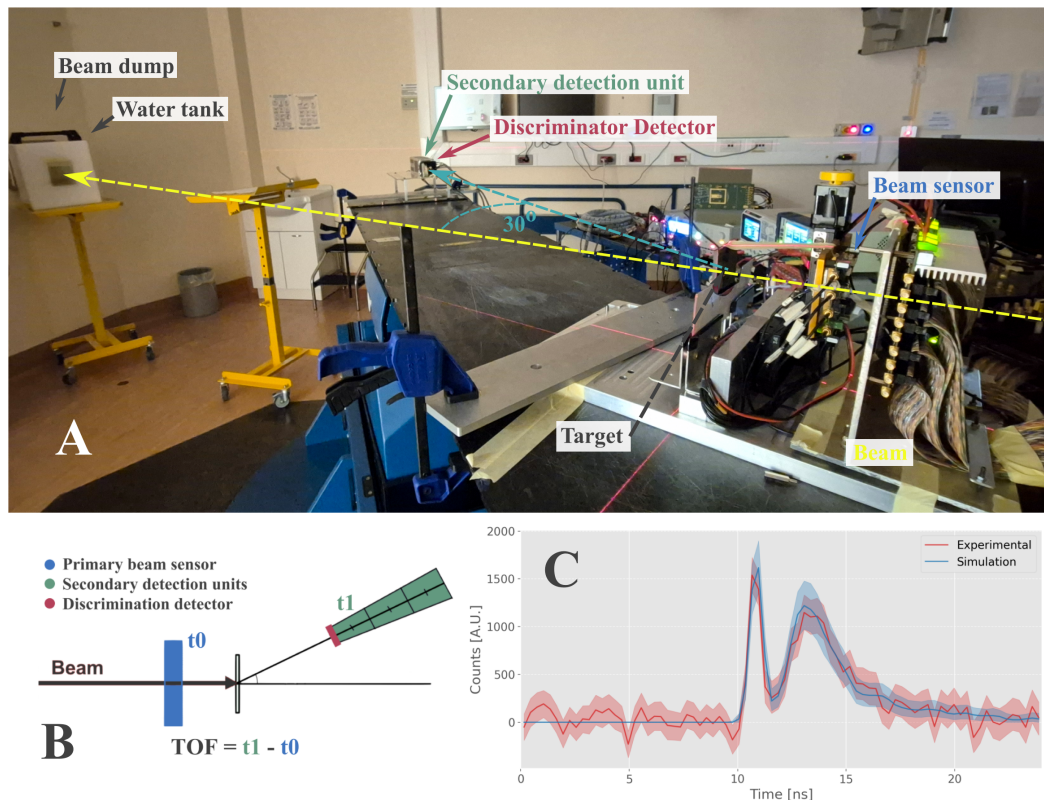 Beam dump
Water tank
Secondary detection unit
Discriminator Detector
Beam sensor
30°
Target
Beam
A
Primary beam sensor
Secondary detection units
Discrimination detector
t1
t0
Beam
B
TOF = t1 - t0
C
Experimental
Simulation
Counts [A.U.]
2000
1500
1000
500
0
0
5
10
15
20
Time [ns]